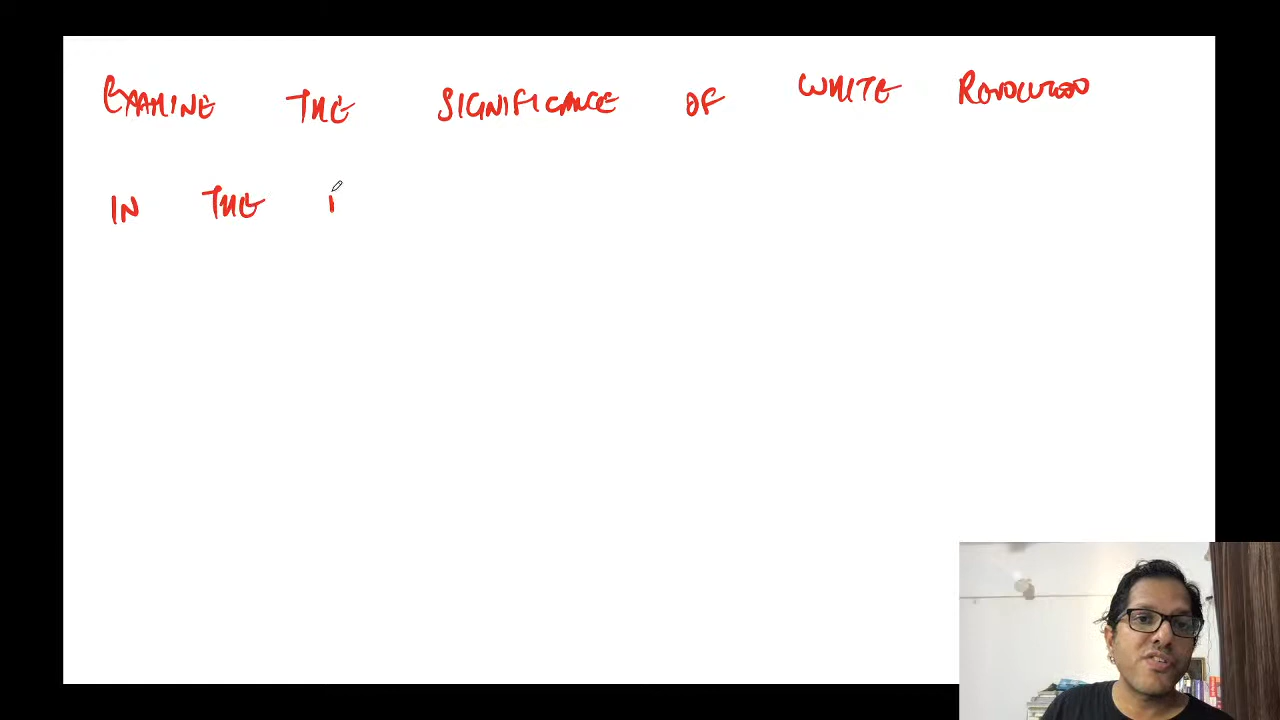 EXAMINE THE SIGNIFICANCE OF WHITE REVOLUTION
IN THE I